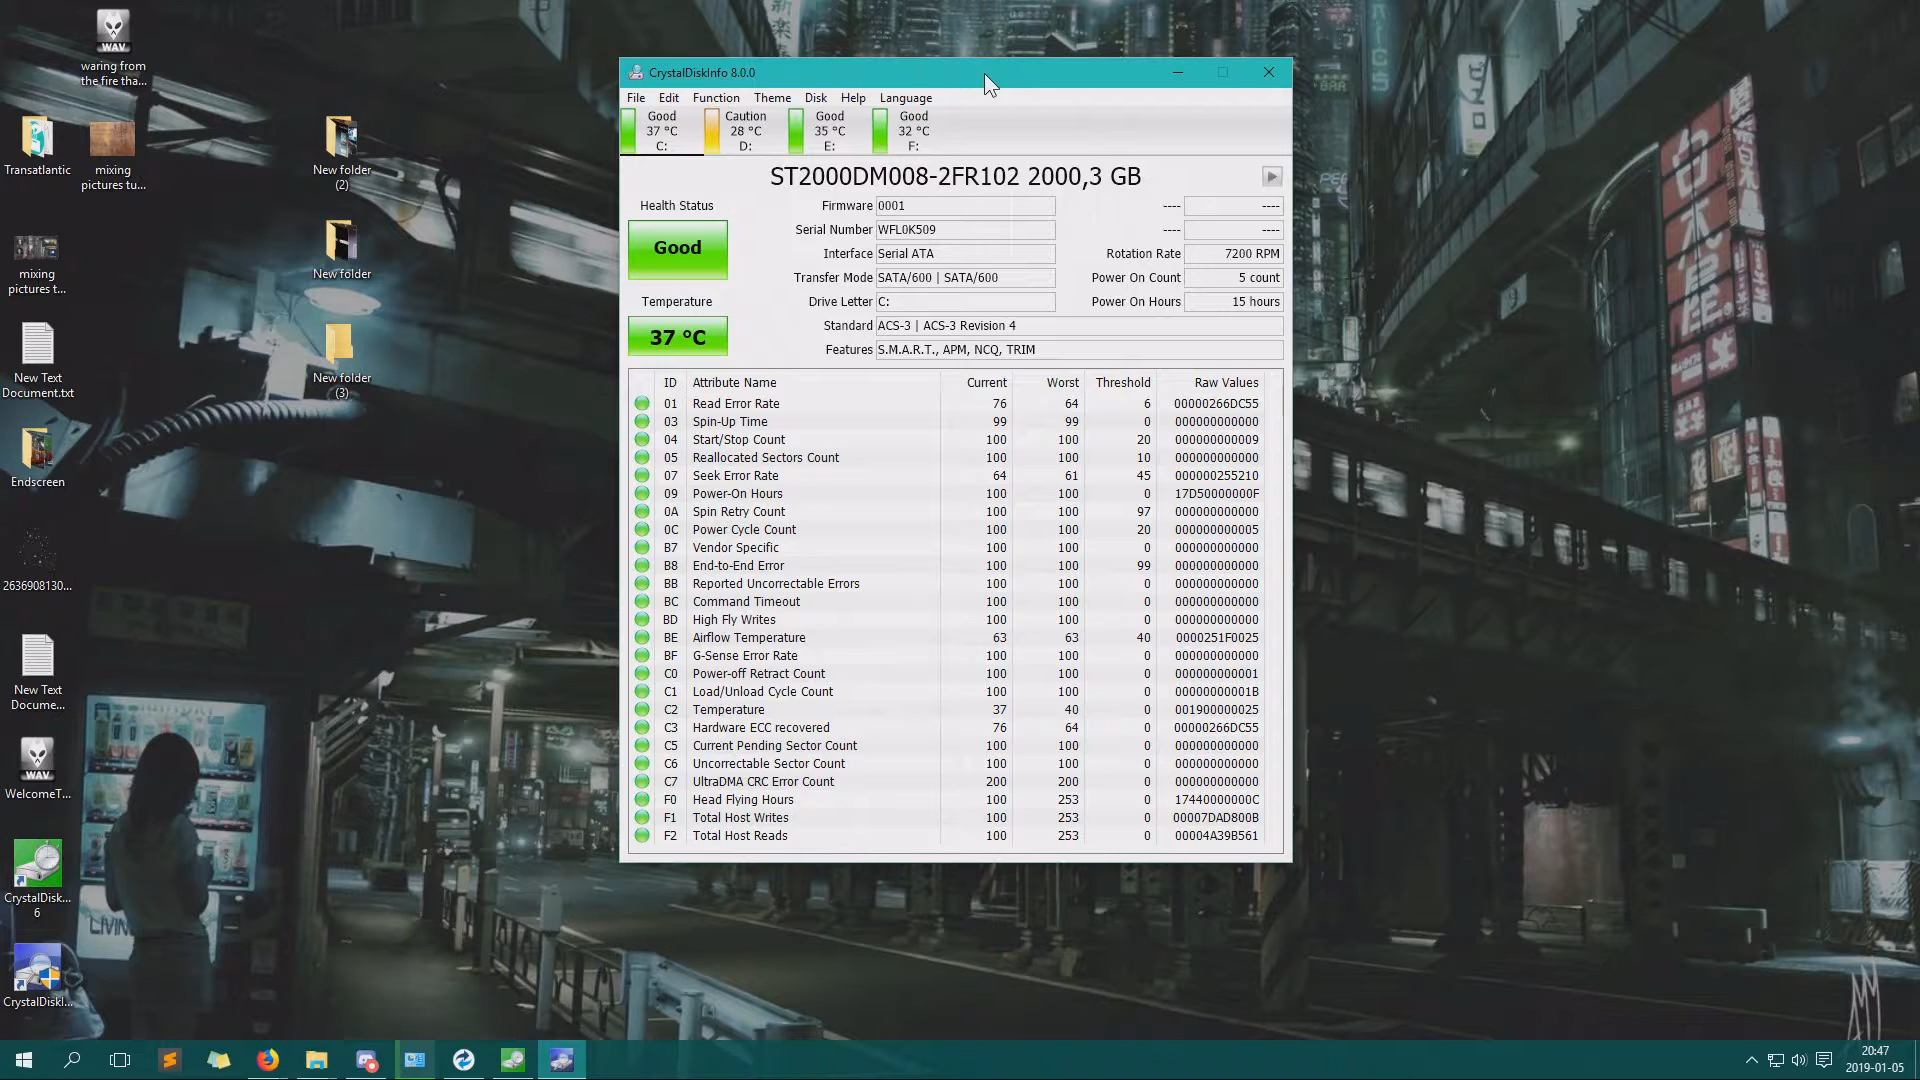 WAV
waring from
the fire tha...
Transatlantic
mixing
pictures tu...
New folder
(2)
mixing
pictures t...
New folder
New Text
Document.txt
New folder
(3)
Endscreen
2636908130...
New Text
Docume...
WAV
WelcomeT...
CrystalDisk...
6
CrystalDiskI...
CrystalDiskInfo 8.0.0
File Edit Function Theme Disk Help Language
Good Caution Good Good
37 °C 28 °C 35 °C 32 °C
C: D: E: F:
ST2000DM008-2FR102 2000,3 GB
Health Status
Good
Temperature
37 °C
Firmware 0001 ---- ----
Serial Number WFL0K509 ---- ----
Interface Serial ATA Rotation Rate 7200 RPM
Transfer Mode SATA/600 | SATA/600 Power On Count 5 count
Drive Letter C: Power On Hours 15 hours
Standard ACS-3 | ACS-3 Revision 4
Features S.M.A.R.T., APM, NCQ, TRIM
ID Attribute Name Current Worst Threshold Raw Values
01 Read Error Rate 76 64 6 00000266DC55
03 Spin-Up Time 99 99 0 000000000000
04 Start/Stop Count 100 100 20 000000000009
05 Reallocated Sectors Count 100 100 10 000000000000
07 Seek Error Rate 64 61 45 000000255210
09 Power-On Hours 100 100 0 17D50000000F
0A Spin Retry Count 100 100 97 000000000000
0C Power Cycle Count 100 100 20 000000000005
B7 Vendor Specific 100 100 0 000000000000
B8 End-to-End Error 100 100 99 000000000000
BB Reported Uncorrectable Errors 100 100 0 000000000000
BC Command Timeout 100 100 0 000000000000
BD High Fly Writes 100 100 0 000000000000
BE Airflow Temperature 63 63 40 0000251F0025
BF G-Sense Error Rate 100 100 0 000000000000
C0 Power-off Retract Count 100 100 0 000000000001
C1 Load/Unload Cycle Count 100 100 0 00000000001B
C2 Temperature 37 40 0 001900000025
C3 Hardware ECC recovered 76 64 0 00000266DC55
C5 Current Pending Sector Count 100 100 0 000000000000
C6 Uncorrectable Sector Count 100 100 0 000000000000
C7 UltraDMA CRC Error Count 200 200 0 000000000000
F0 Head Flying Hours 100 253 0 17440000000C
F1 Total Host Writes 100 253 0 00007DAD800B
F2 Total Host Reads 100 253 0 00004A39B561
BAR
LIVIN
20:47
2019-01-05